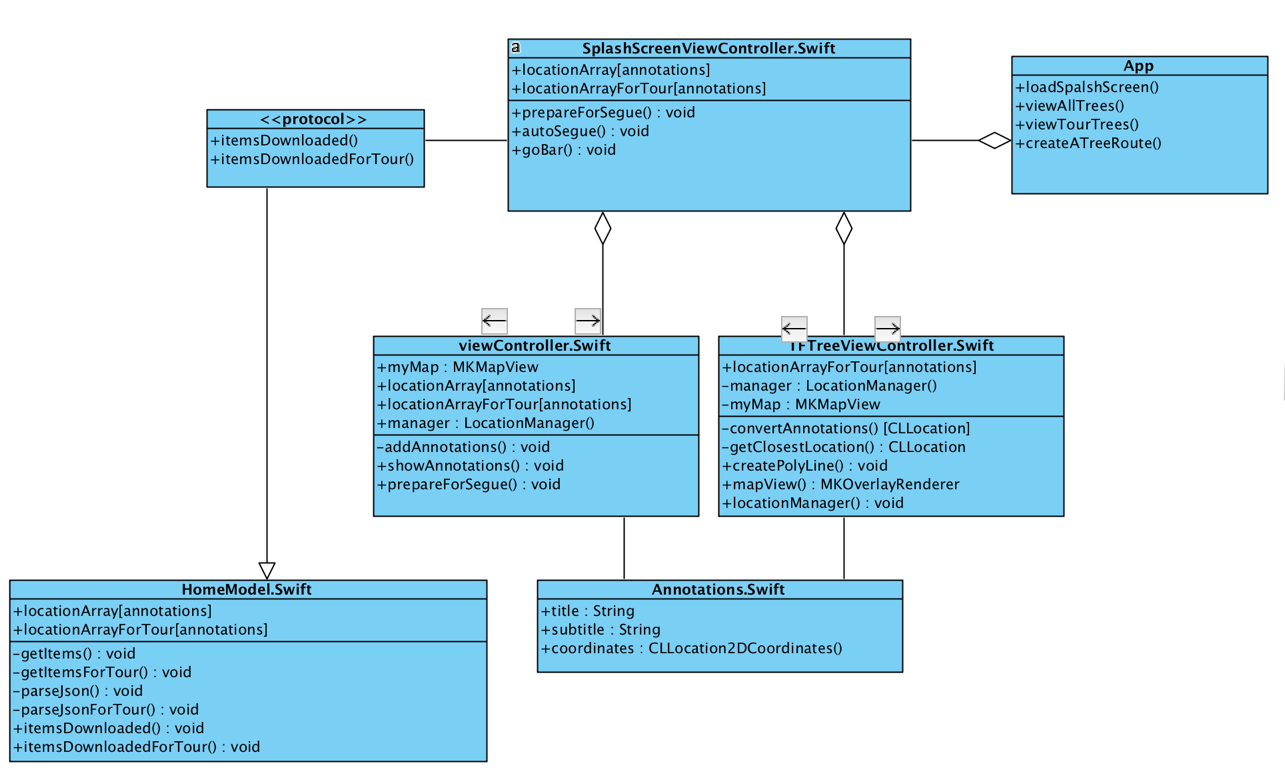 a
SplashScreenViewController.Swift
+locationArray[annotations]
+locationArrayForTour[annotations]
+prepareForSegue() : void
+autoSegue() : void
+goBar() : void
App
+loadSpalshScreen()
+viewAllTrees()
+viewTourTrees()
+createATreeRoute()
<<protocol>>
+itemsDownloaded()
+itemsDownloadedForTour()
viewController.Swift
+myMap : MKMapView
+locationArray[annotations]
+locationArrayForTour[annotations]
+manager : LocationManager()
-addAnnotations() : void
+showAnnotations() : void
+prepareForSegue() : void
TFTreeViewController.Swift
+locationArrayForTour[annotations]
-manager : LocationManager()
-myMap : MKMapView
-convertAnnotations() [CLLocation]
-getClosestLocation() : CLLocation
+createPolyLine() : void
+mapView() : MKOverlayRenderer
+locationManager() : void
HomeModel.Swift
+locationArray[annotations]
+locationArrayForTour[annotations]
-getItems() : void
-getItemsForTour() : void
-parseJson() : void
-parseJsonForTour() : void
+itemsDownloaded() : void
+itemsDownloadedForTour() : void
Annotations.Swift
+title : String
+subtitle : String
+coordinates : CLLocation2DCoordinates()